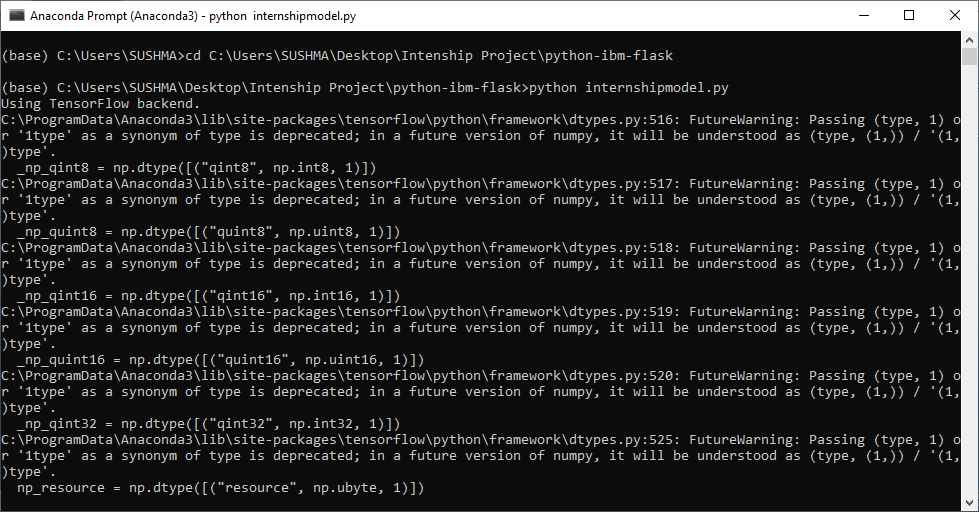 Anaconda Prompt (Anaconda3) - python  internshipmodel.py
(base) C:\Users\SUSHMA>cd C:\Users\SUSHMA\Desktop\Intenship Project\python-ibm-flask
(base) C:\Users\SUSHMA\Desktop\Intenship Project\python-ibm-flask>python internshipmodel.py
Using TensorFlow backend.
C:\ProgramData\Anaconda3\lib\site-packages\tensorflow\python\framework\dtypes.py:516: FutureWarning: Passing (type, 1) o
r '1type' as a synonym of type is deprecated; in a future version of numpy, it will be understood as (type, (1,)) / '(1,
)type'.
  _np_qint8 = np.dtype([("qint8", np.int8, 1)])
C:\ProgramData\Anaconda3\lib\site-packages\tensorflow\python\framework\dtypes.py:517: FutureWarning: Passing (type, 1) o
r '1type' as a synonym of type is deprecated; in a future version of numpy, it will be understood as (type, (1,)) / '(1,
)type'.
  _np_quint8 = np.dtype([("quint8", np.uint8, 1)])
C:\ProgramData\Anaconda3\lib\site-packages\tensorflow\python\framework\dtypes.py:518: FutureWarning: Passing (type, 1) o
r '1type' as a synonym of type is deprecated; in a future version of numpy, it will be understood as (type, (1,)) / '(1,
)type'.
  _np_qint16 = np.dtype([("qint16", np.int16, 1)])
C:\ProgramData\Anaconda3\lib\site-packages\tensorflow\python\framework\dtypes.py:519: FutureWarning: Passing (type, 1) o
r '1type' as a synonym of type is deprecated; in a future version of numpy, it will be understood as (type, (1,)) / '(1,
)type'.
  _np_quint16 = np.dtype([("quint16", np.uint16, 1)])
C:\ProgramData\Anaconda3\lib\site-packages\tensorflow\python\framework\dtypes.py:520: FutureWarning: Passing (type, 1) o
r '1type' as a synonym of type is deprecated; in a future version of numpy, it will be understood as (type, (1,)) / '(1,
)type'.
  _np_qint32 = np.dtype([("qint32", np.int32, 1)])
C:\ProgramData\Anaconda3\lib\site-packages\tensorflow\python\framework\dtypes.py:525: FutureWarning: Passing (type, 1) o
r '1type' as a synonym of type is deprecated; in a future version of numpy, it will be understood as (type, (1,)) / '(1,
)type'.
  np_resource = np.dtype([("resource", np.ubyte, 1)])